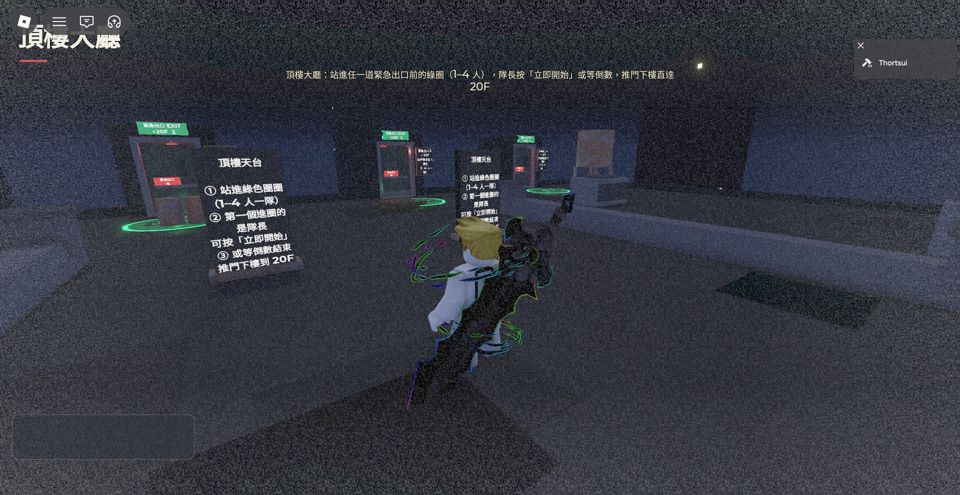 頂樓大廳
頂樓大廳：站進任一道緊急出口前的綠圈（1–4 人），隊長按「立即開始」或等倒數，推門下樓直達
20F
Thortsui
緊急出口 EXIT
頂樓天台
① 站進綠色圈圈
（1–4 人一隊）
② 第一個進圈的
是隊長
可按「立即開始」
③ 或等倒數結束
推門下樓到 20F
頂樓天台
① 站進綠色圈圈
（1–4 人一隊）
② 第一個進圈的
是隊長
可按「立即開始」